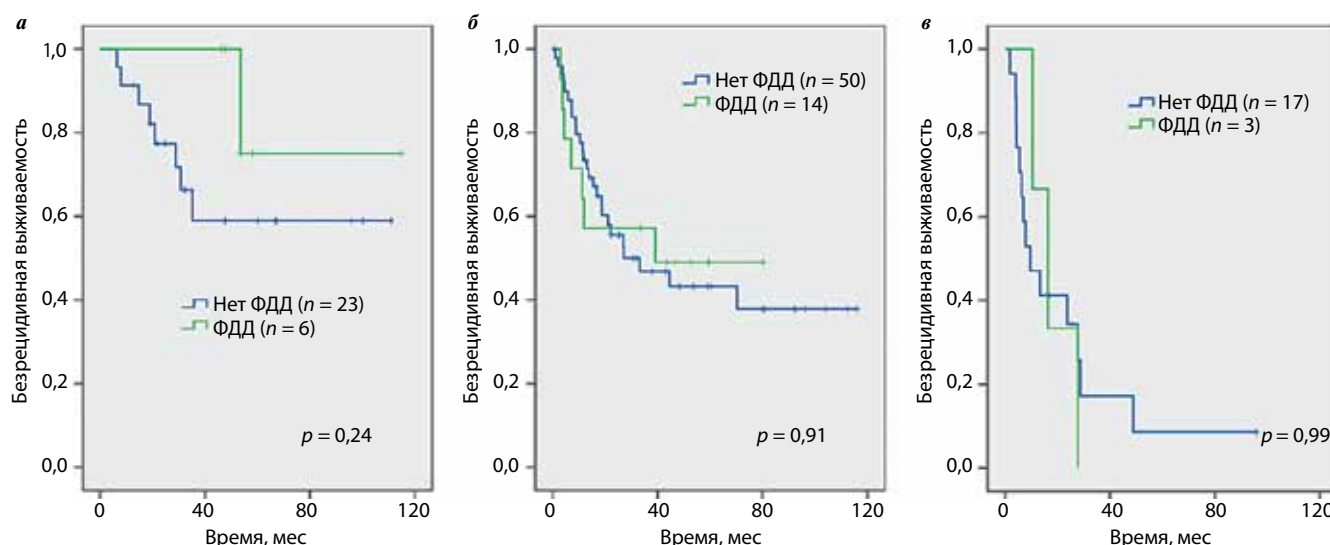 а
Безрецидивная выживаемость
1,0
0,8
0,6
0,4
0,2
0,0
Нет ФДД (n = 23)
ФДД (n = 6)
p = 0,24
0 40 80 120
Время, мес
б
Безрецидивная выживаемость
1,0
0,8
0,6
0,4
0,2
0,0
Нет ФДД (n = 50)
ФДД (n = 14)
p = 0,91
0 40 80 120
Время, мес
в
Безрецидивная выживаемость
1,0
0,8
0,6
0,4
0,2
0,0
Нет ФДД (n = 17)
ФДД (n = 3)
p = 0,99
0 40 80 120
Время, мес